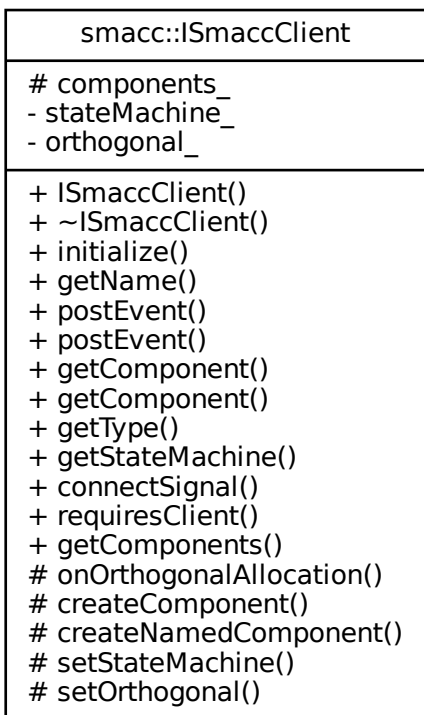 smacc::ISmaccClient
# components_
- stateMachine_
- orthogonal_
+ ISmaccClient()
+ ~ISmaccClient()
+ initialize()
+ getName()
+ postEvent()
+ postEvent()
+ getComponent()
+ getComponent()
+ getType()
+ getStateMachine()
+ connectSignal()
+ requiresClient()
+ getComponents()
# onOrthogonalAllocation()
# createComponent()
# createNamedComponent()
# setStateMachine()
# setOrthogonal()